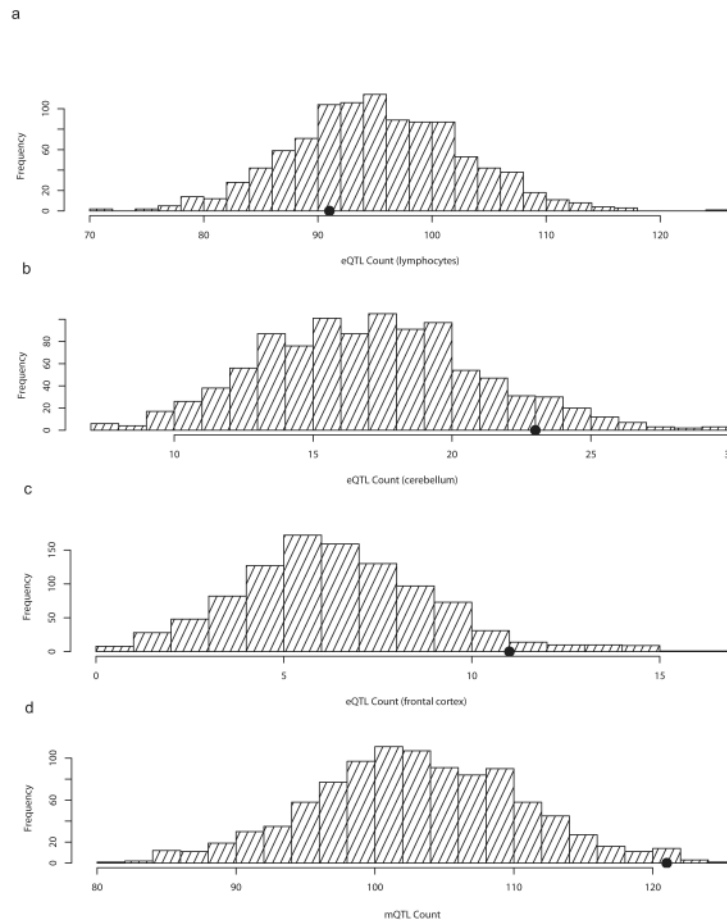 a
Frequency
0 20 60 100
70 80 90 100 110 120
eQTL Count (lymphocytes)
b
Frequency
0 20 40 60 80
10 15 20 25
eQTL Count (cerebellum)
c
Frequency
0 50 100 150
0 5 10 15
eQTL Count (frontal cortex)
d
Frequency
0 20 60 100
80 90 100 110 120
mQTL Count